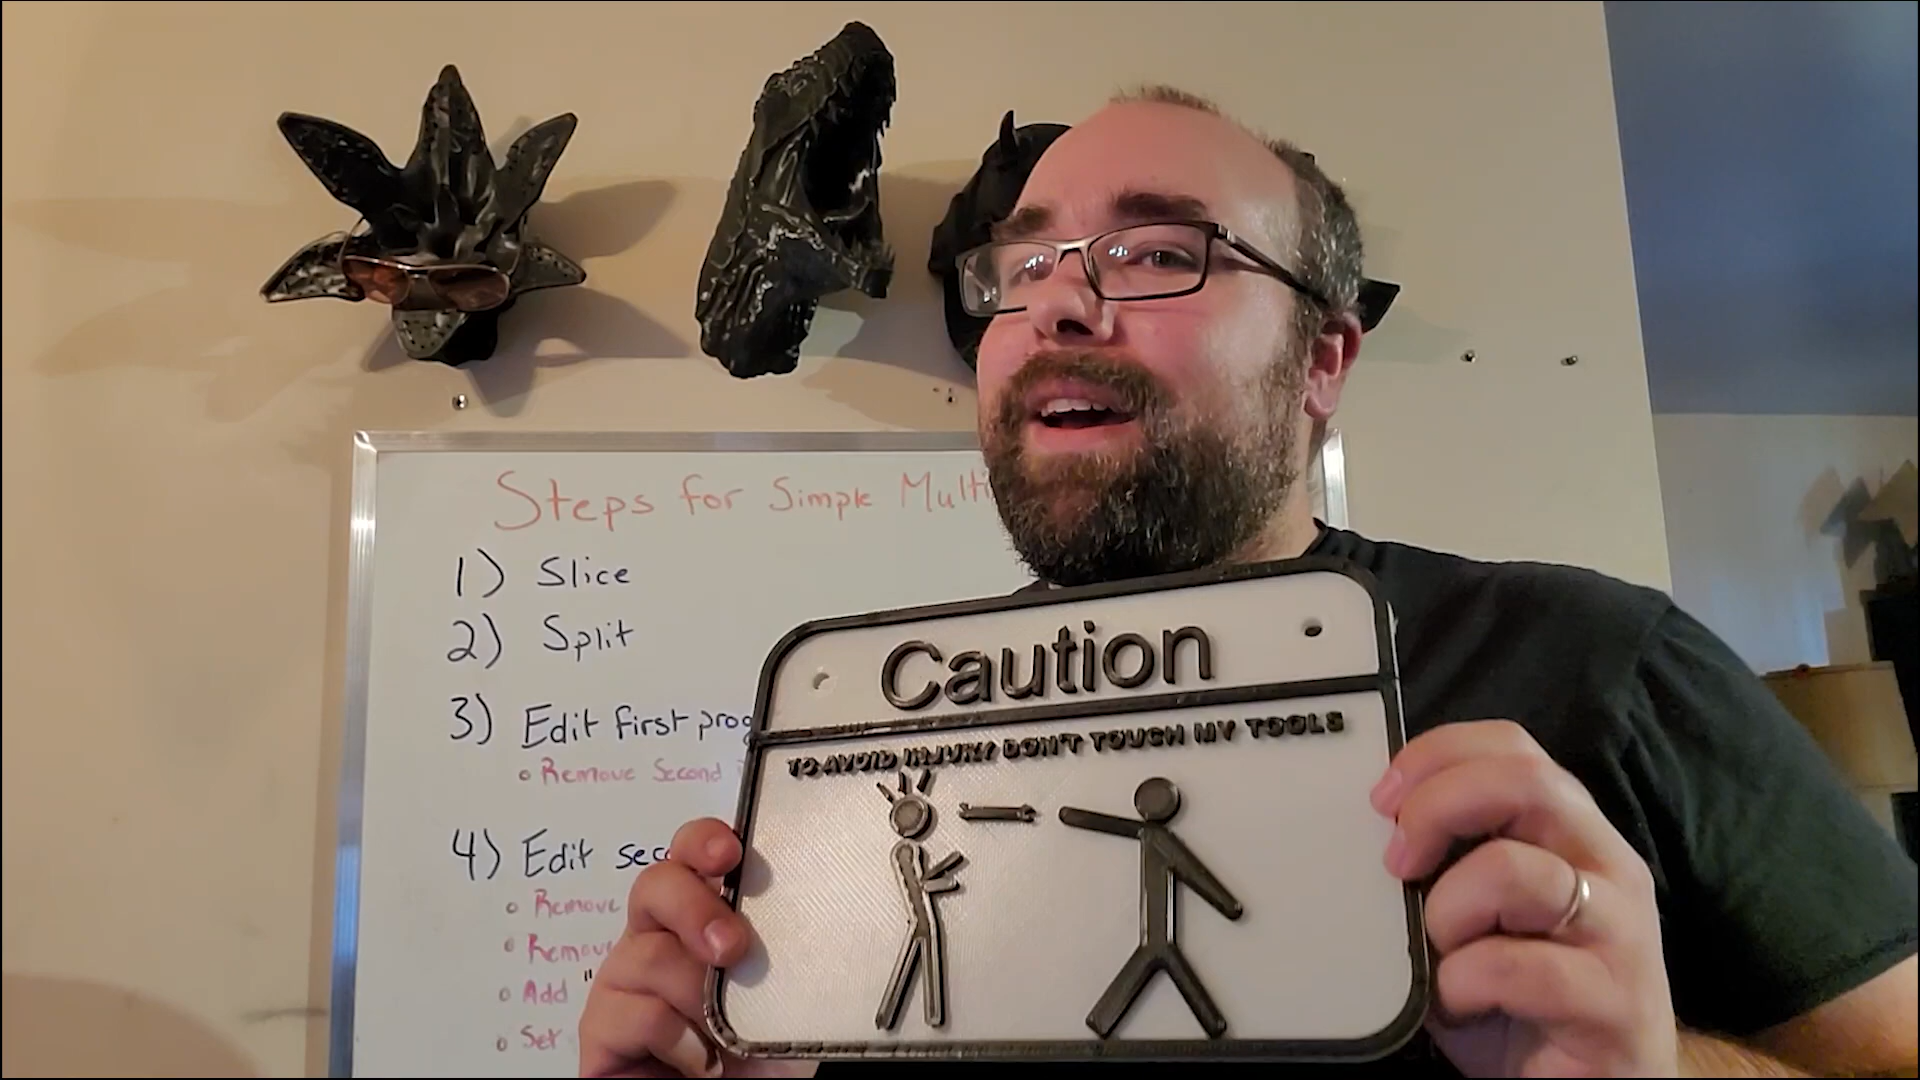 Steps for Simple Multi
1) Slice
2) Split
3) Edit first prog
Remove Second
4) Edit sec
Remove
Remove
Add "
Set
Caution
TO AVOID INJURY DON'T TOUCH MY TOOLS